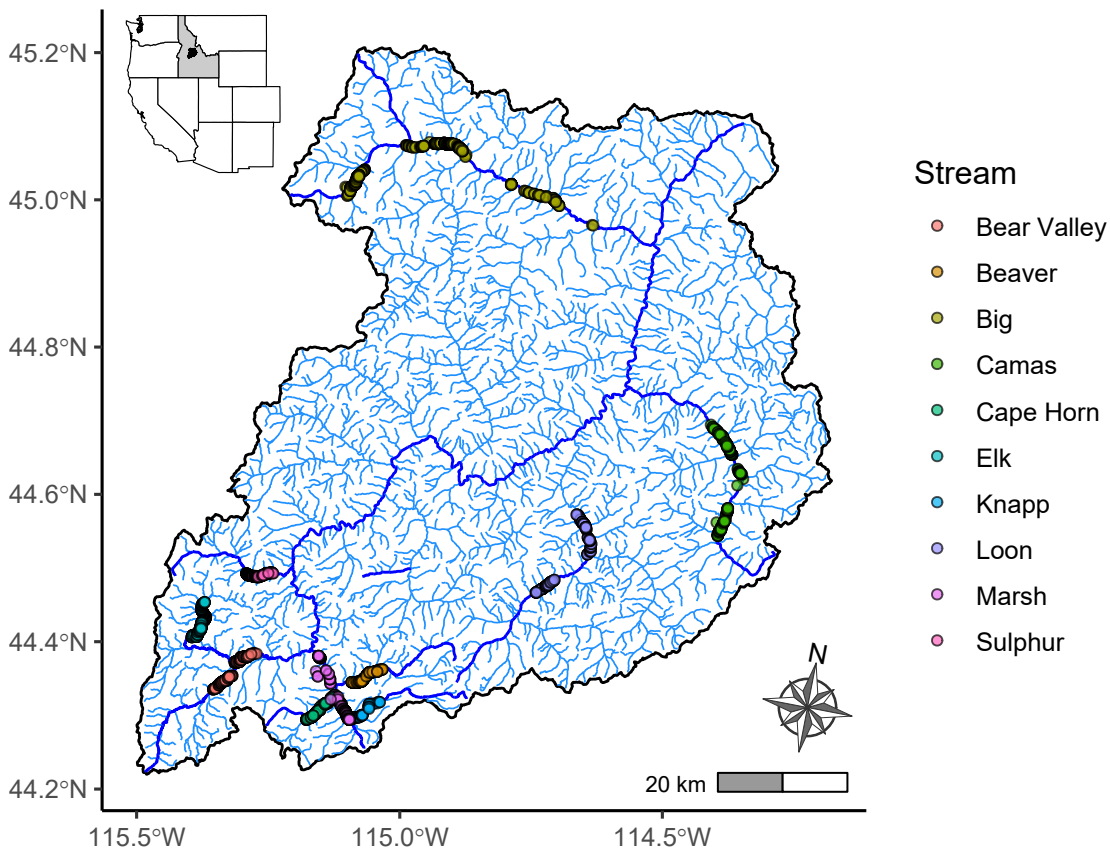 45.2°N
45.0°N
44.8°N
44.6°N
44.4°N
44.2°N
115.5°W
115.0°W
114.5°W
N
20 km
Stream
Bear Valley
Beaver
Big
Camas
Cape Horn
Elk
Knapp
Loon
Marsh
Sulphur